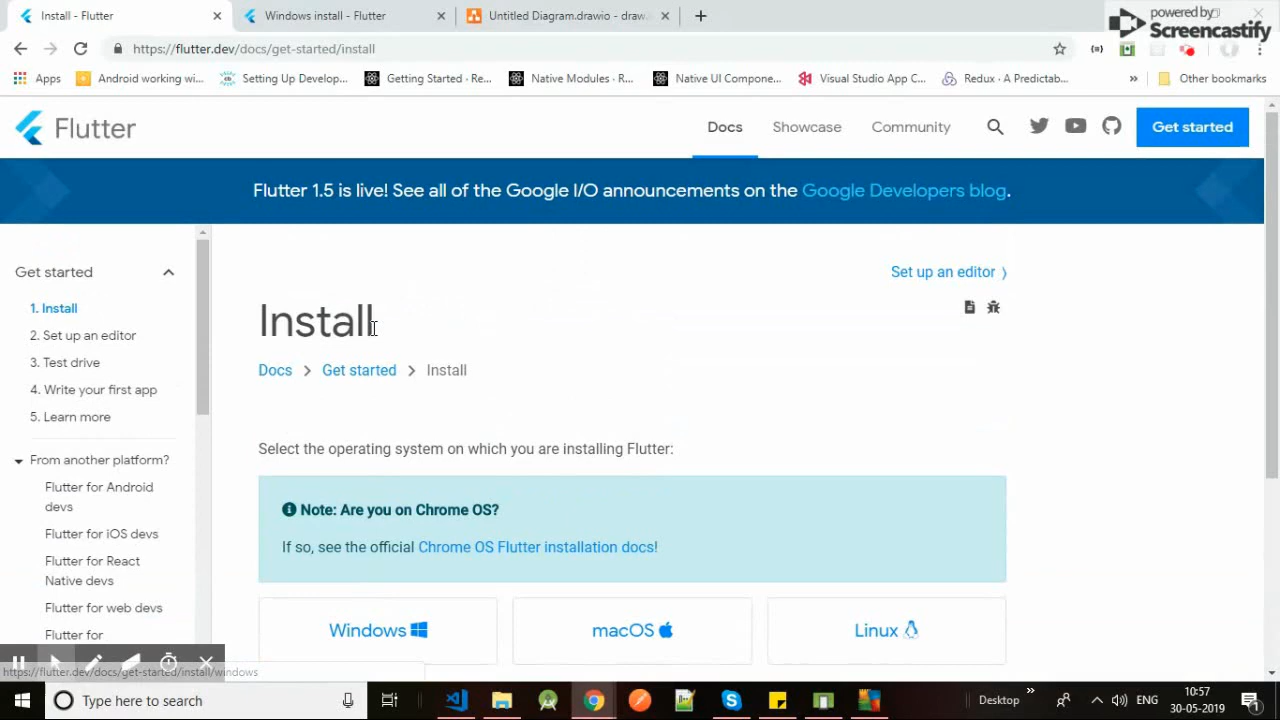 Install - Flutter
Windows install - Flutter
Untitled Diagram.drawio - draw
powered by
Screencastify
https://flutter.dev/docs/get-started/install
Apps
Android working wi...
Setting Up Develop...
Getting Started · Re...
Native Modules · R...
Native UI Compone...
Visual Studio App C...
Redux · A Predictab...
»
Other bookmarks
Flutter
Docs
Showcase
Community
Get started
Flutter 1.5 is live! See all of the Google I/O announcements on the Google Developers blog.
Get started
1. Install
2. Set up an editor
3. Test drive
4. Write your first app
5. Learn more
From another platform?
Flutter for Android
devs
Flutter for iOS devs
Flutter for React
Native devs
Flutter for web devs
Flutter for
Set up an editor
Install
Docs
Get started
Install
Select the operating system on which you are installing Flutter:
Note: Are you on Chrome OS?
If so, see the official Chrome OS Flutter installation docs!
Windows
macOS
Linux
https://flutter.dev/docs/get-started/install/windows
Type here to search
Desktop
»
ENG
10:57
30-05-2019
1